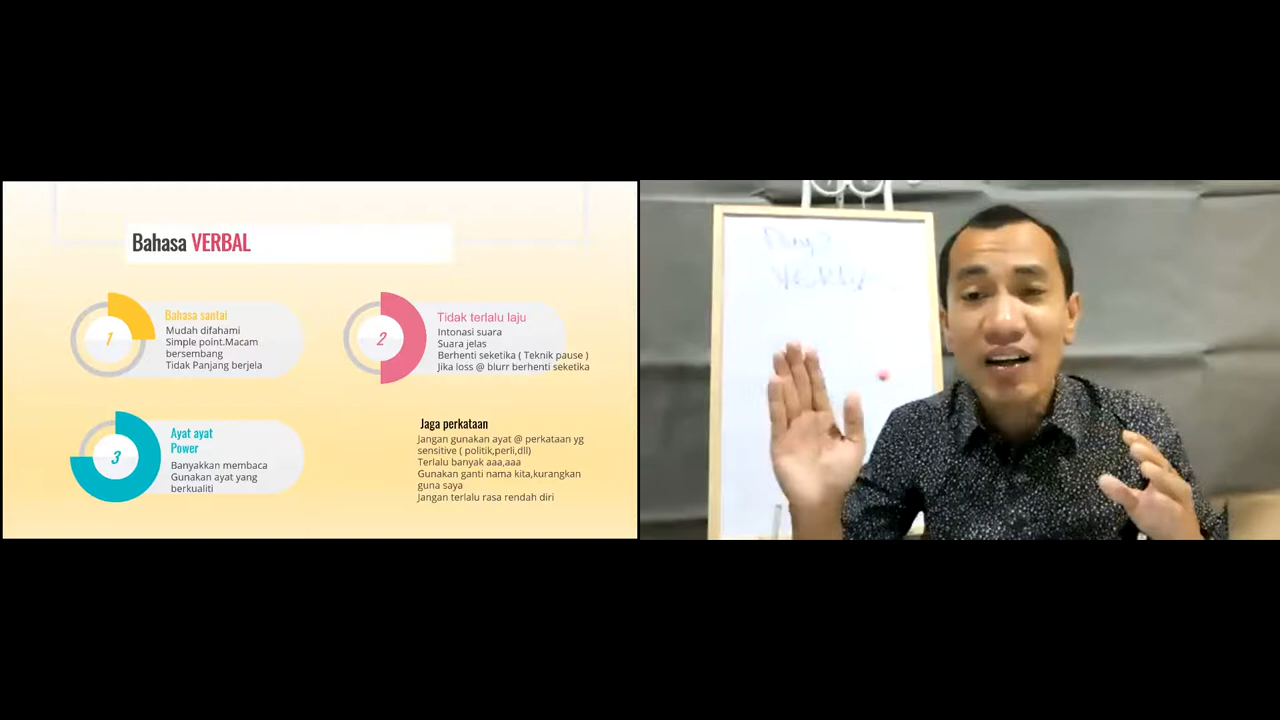 Bahasa VERBAL
1
Bahasa santai
Mudah difahami
Simple point.Macam
bersembang
Tidak Panjang berjela
2
Tidak terlalu laju
Intonasi suara
Suara jelas
Berhenti seketika ( Teknik pause )
Jika loss @ blurr berhenti seketika
3
Ayat ayat
Power
Banyakkan membaca
Gunakan ayat yang
berkualiti
Jaga perkataan
Jangan gunakan ayat @ perkataan yg
sensitive ( politik,perli,dll)
Terlalu banyak aaa,aaa
Gunakan ganti nama kita,kurangkan
guna saya
Jangan terlalu rasa rendah diri